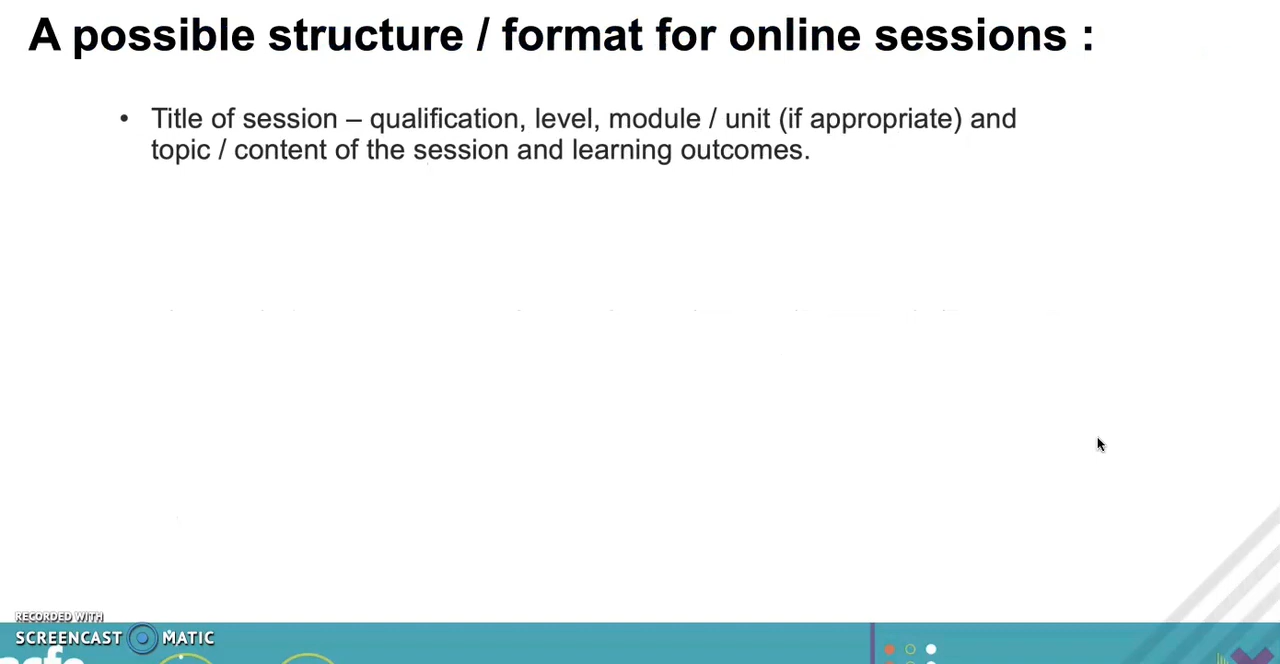 A possible structure / format for online sessions :
• Title of session – qualification, level, module / unit (if appropriate) and
topic / content of the session and learning outcomes.
RECORDED WITH
SCREENCAST MATIC